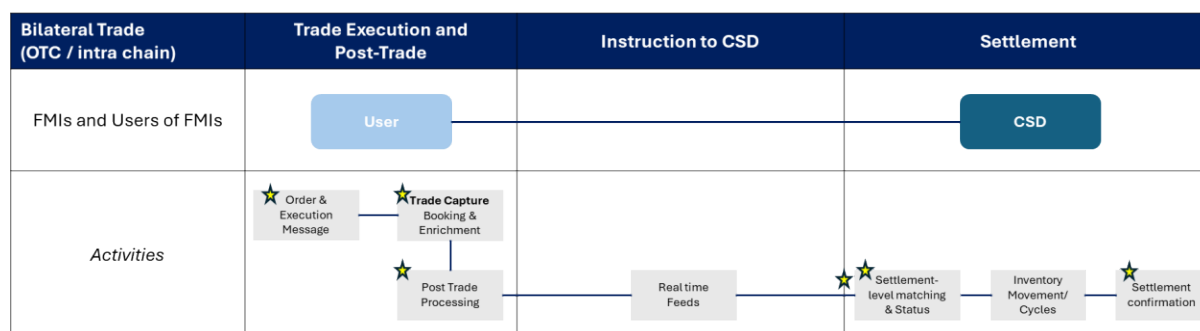 Bilateral Trade
(OTC / intra chain)
Trade Execution and
Post-Trade
Instruction to CSD
Settlement
FMIs and Users of FMIs
User
CSD
Activities
Order &
Execution
Message
Trade Capture
Booking &
Enrichment
Post Trade
Processing
Real time
Feeds
Settlement-
level matching
& Status
Inventory
Movement/
Cycles
Settlement
confirmation